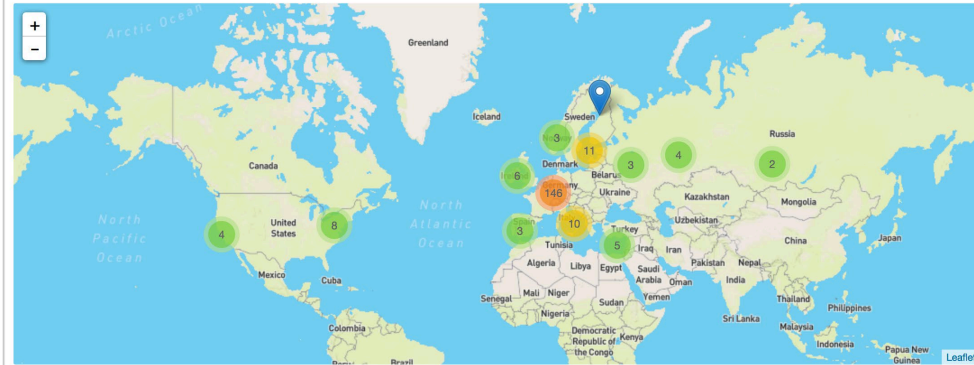 +
−
Arctic Ocean
Greenland
Iceland
Sweden
Russia
3
11
Denmark
3
4
2
Canada
6
Belarus
Germany
146
Ukraine
Kazakhstan
Mongolia
North
Pacific
Ocean
4
United
States
8
North
Atlantic
Ocean
3
10
Turkey
Uzbekistan
China
Japan
Tunisia
5
Iraq
Iran
Mexico
Cuba
Algeria
Libya
Egypt
Saudi
Arabia
Oman
Pakistan
Nepal
India
Senegal
Mali
Niger
Sudan
Yemen
Thailand
Philippines
Nigeria
Sri Lanka
Colombia
Democratic
Republic of
the Congo
Kenya
Malaysia
Indonesia
Papua New
Guinea
Brazil
Leaflet